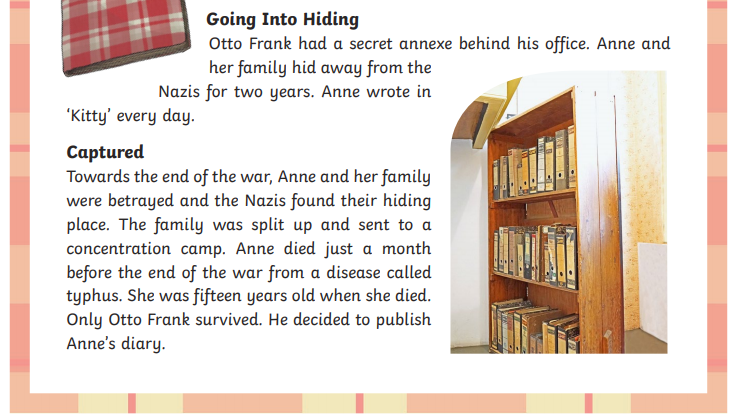 Going Into Hiding
Otto Frank had a secret annexe behind his office. Anne and
her family hid away from the
Nazis for two years. Anne wrote in
‘Kitty’ every day.
Captured
Towards the end of the war, Anne and her family
were betrayed and the Nazis found their hiding
place. The family was split up and sent to a
concentration camp. Anne died just a month
before the end of the war from a disease called
typhus. She was fifteen years old when she died.
Only Otto Frank survived. He decided to publish
Anne’s diary.